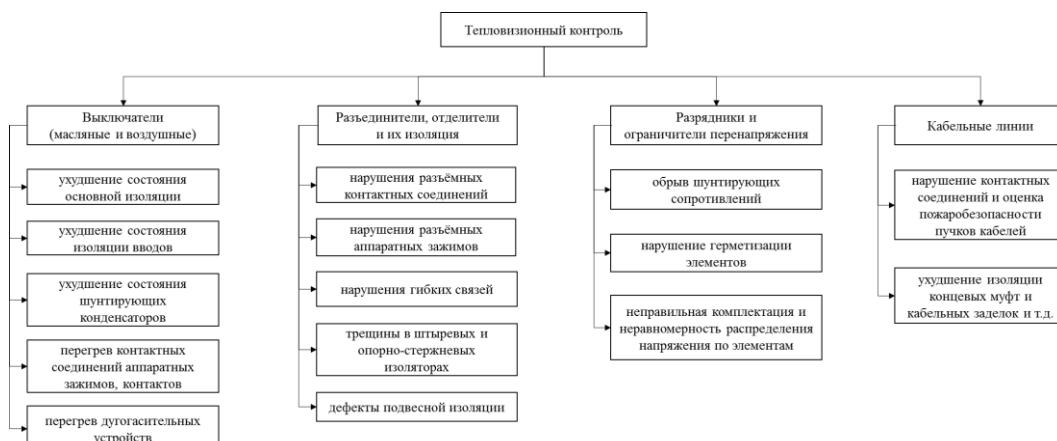 Тепловизионный контроль
Выключатели
(масляные и воздушные)
ухудшение состояния
основной изоляции
ухудшение состояния
изоляции вводов
ухудшение состояния
шунтирующих
конденсаторов
перегрев контактных
соединений аппаратных
зажимов, контактов
перегрев дугогасительных
устройств
Разъединители, отделители
и их изоляция
нарушения разъёмных
контактных соединений
нарушения разъёмных
аппаратных зажимов
нарушения гибких связей
трещины в штыревых и
опорно-стержневых
изоляторах
дефекты подвесной изоляции
Разрядники и
ограничители перенапряжения
обрыв шунтирующих
сопротивлений
нарушение герметизации
элементов
неправильная комплектация и
неравномерность распределения
напряжения по элементам
Кабельные линии
нарушение контактных
соединений и оценка
пожаробезопасности
пучков кабелей
ухудшение изоляции
концевых муфт и
кабельных заделок и т.д.